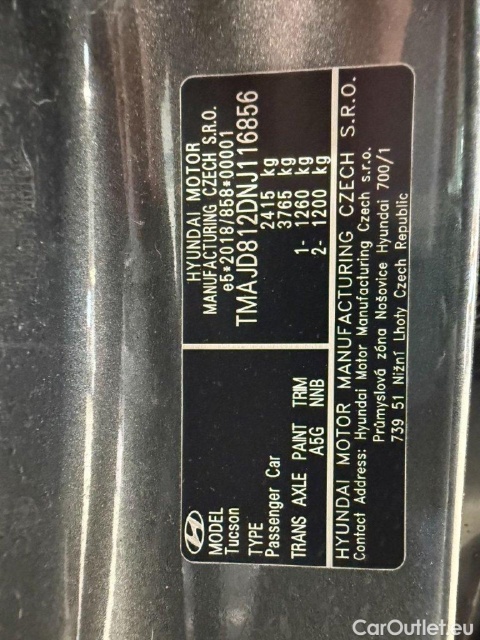 HYUNDAI MOTOR
MANUFACTURING CZECH S.R.O.
e5*2018/858*00001
TMAJD812DNJ116856
2415 kg
3765 kg
1- 1260 kg
2- 1200 kg
MODEL
Tucson
TYPE
Passenger Car
TRANS AXLE PAINT TRIM
A5G NNB
HYUNDAI MOTOR MANUFACTURING CZECH S.R.O.
Contact Address: Hyundai Motor Manufacturing Czech s.r.o.
Průmyslová zóna Nošovice Hyundai 700/1
739 51 Nižní Lhoty Czech Republic
CarOutlet.eu